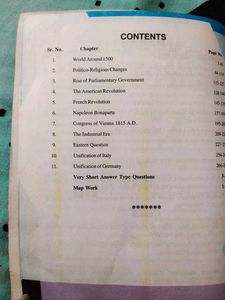 CONTENTS
Sr. No. Chapter Page No.
1. World Around 1500
2. Politico-Religious Changes
3. Rise of Parliamentary Government
4. The American Revolution
5. French Revolution
6. Napoleon Bonaparte
7. Congress of Vienna 1815 A.D.
8. The Industrial Era
9. Eastern Question
10. Unification of Italy
11. Unification of Germany
Very Short Answer Type Questions
Map Work
*******